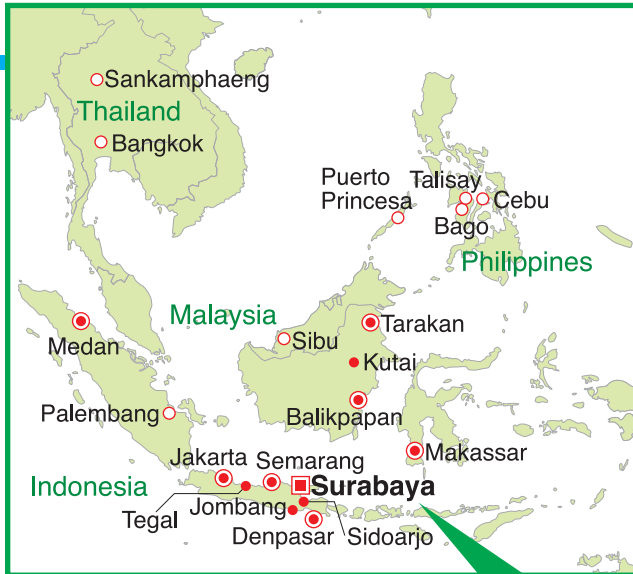 Sankamphaeng
Thailand
Bangkok
Puerto
Princesa
Talisay
Cebu
Bago
Philippines
Malaysia
Medan
Sibu
Tarakan
Kutai
Palembang
Balikpapan
Makassar
Jakarta
Semarang
Indonesia
Surabaya
Tegal
Jombang
Denpasar
Sidoarjo